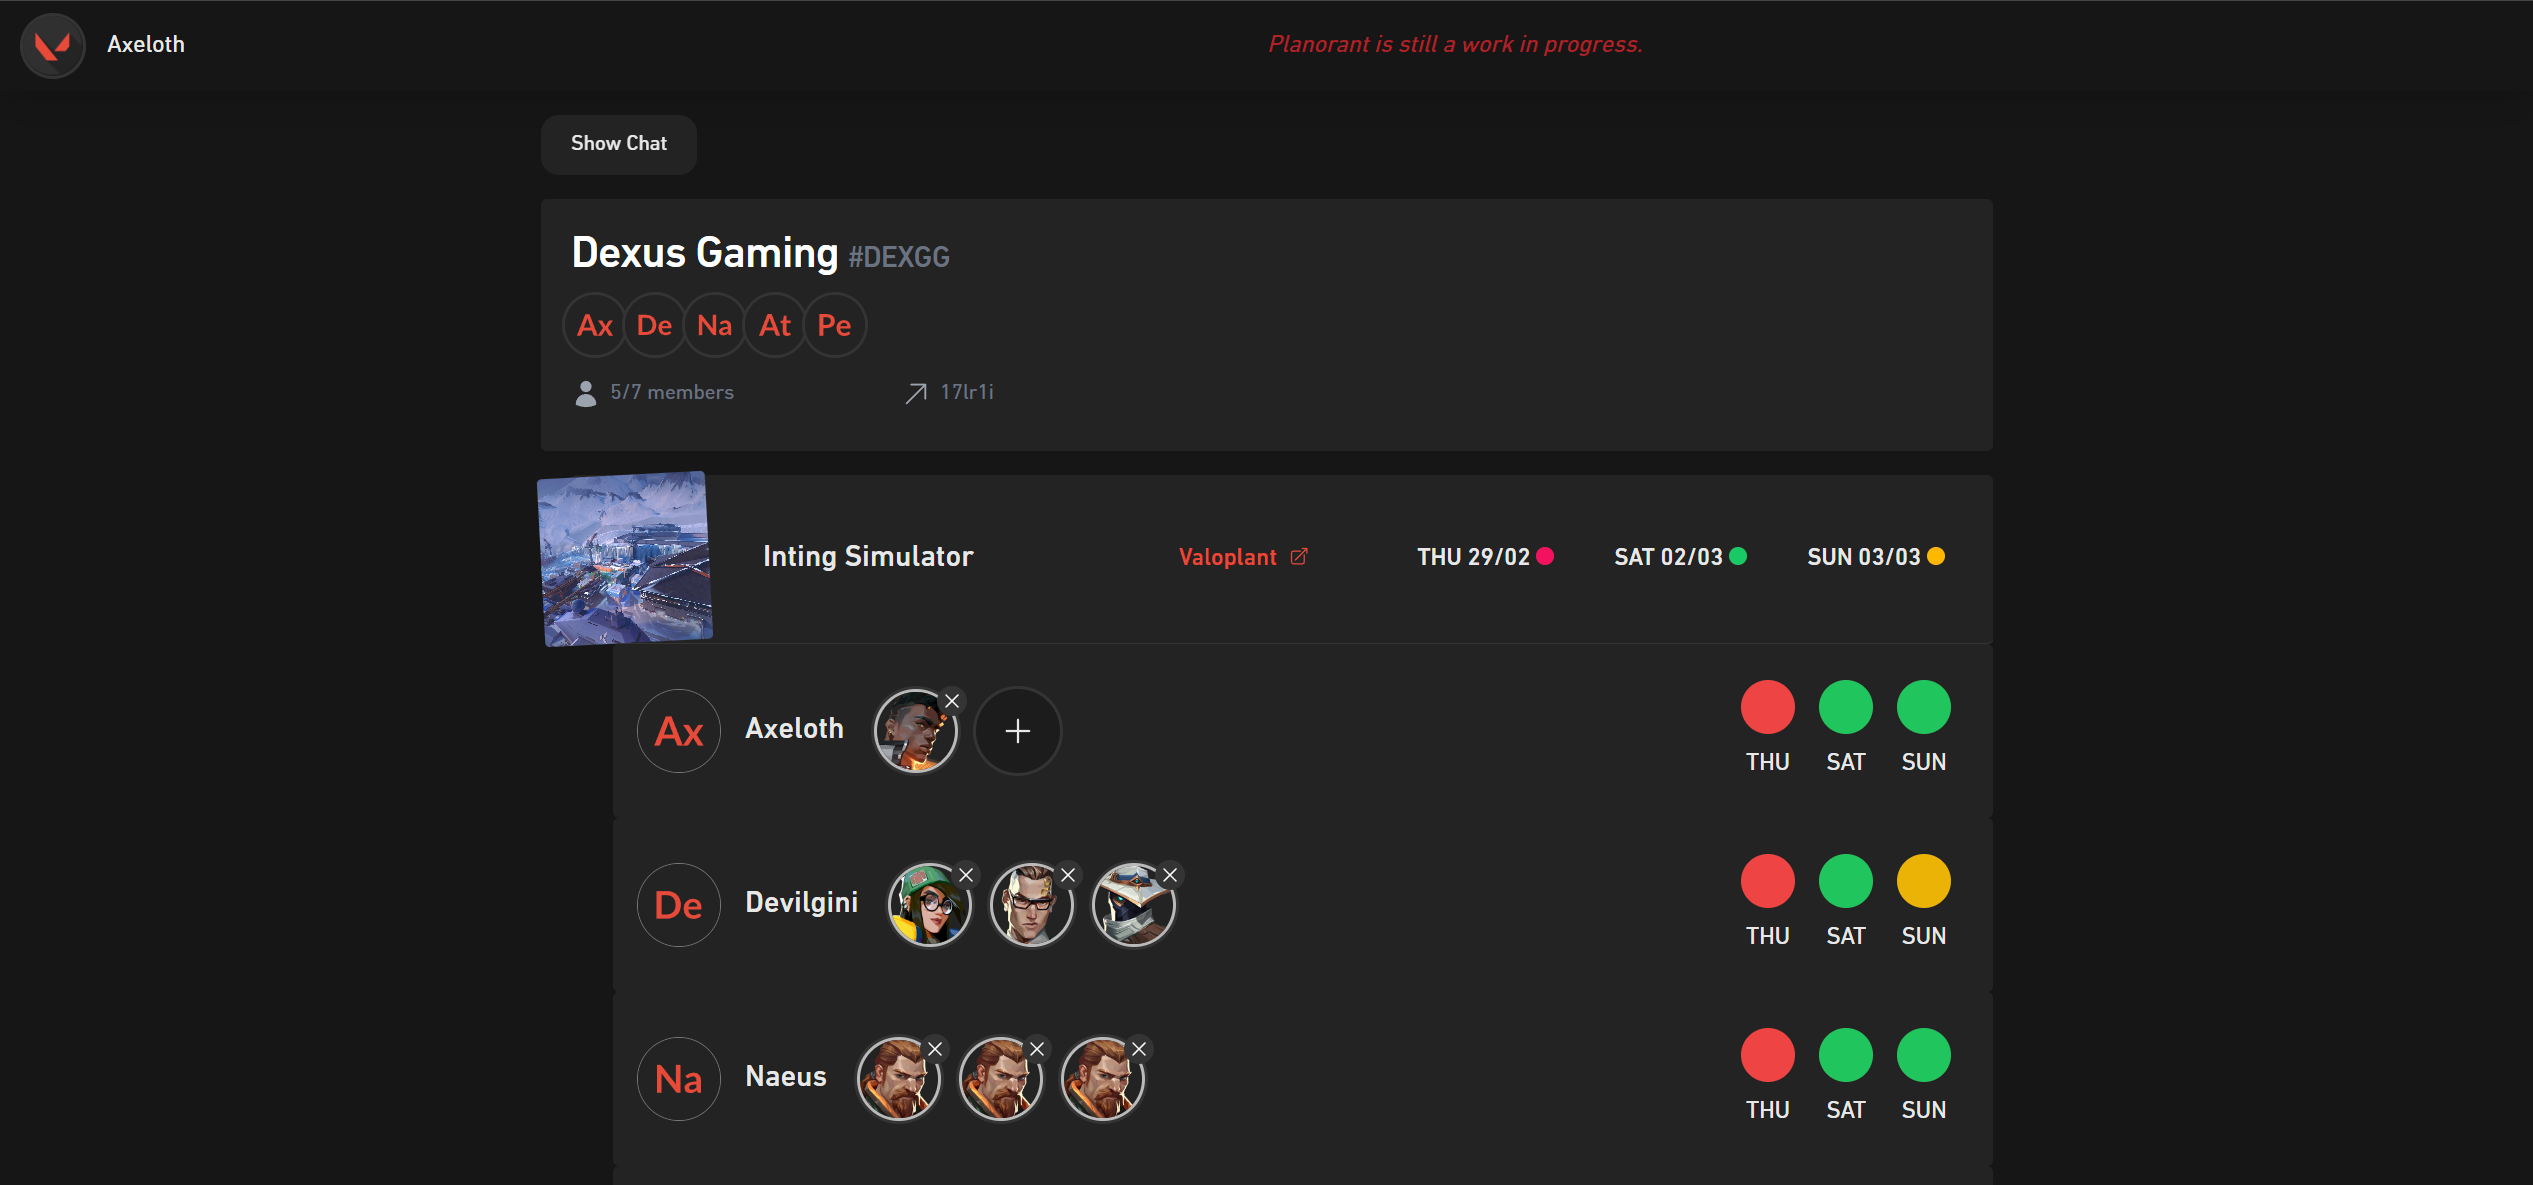 Axeloth
Planorant is still a work in progress.
Show Chat
Dexus Gaming #DEXGG
Ax De Na At Pe
5/7 members 17lr1i
Inting Simulator Valoplant THU 29/02 SAT 02/03 SUN 03/03
Ax Axeloth
THU SAT SUN
De Devilgini
THU SAT SUN
Na Naeus
THU SAT SUN